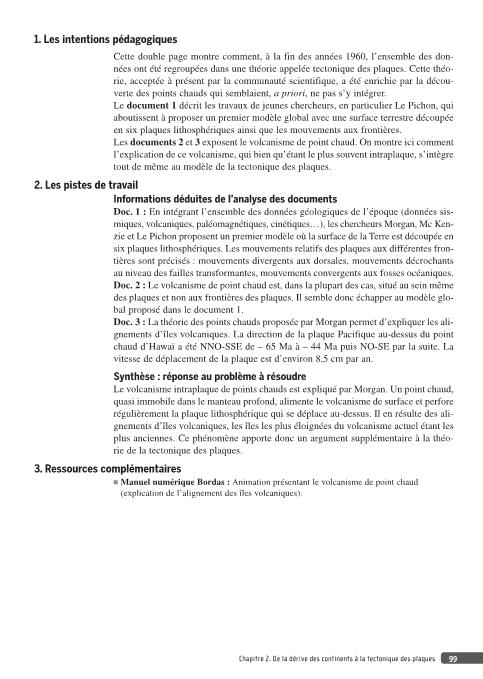 1. Les intentions pédagogiques
Cette double page montre comment, à la fin des années 1960, l'ensemble des don-
nées ont été regroupées dans une théorie appelée tectonique des plaques. Cette théo-
rie, acceptée à présent par la communauté scientifique, a été enrichie par la décou-
verte des points chauds qui semblaient, a priori, ne pas s'y intégrer.
Le document 1 décrit les travaux de jeunes chercheurs, en particulier Le Pichon, qui
aboutissent à proposer un premier modèle global avec une surface terrestre découpée
en six plaques lithosphériques ainsi que les mouvements aux frontières.
Les documents 2 et 3 exposent le volcanisme de point chaud. On montre ici comment
l'explication de ce volcanisme, qui bien qu'étant le plus souvent intraplaque, s'intègre
tout de même au modèle de la tectonique des plaques.
2. Les pistes de travail
Informations déduites de l'analyse des documents
Doc. 1 : En intégrant l'ensemble des données géologiques de l'époque (données sis-
miques, volcaniques, paléomagnétiques, cinétiques…), les chercheurs Morgan, Mc Ken-
zie et Le Pichon proposent un premier modèle où la surface de la Terre est découpée en
six plaques lithosphériques. Les mouvements relatifs des plaques aux différentes fron-
tières sont précisés : mouvements divergents aux dorsales, mouvements décrochants
au niveau des failles transformantes, mouvements convergents aux fosses océaniques.
Doc. 2 : Le volcanisme de point chaud est, dans la plupart des cas, situé au sein même
des plaques et non aux frontières des plaques. Il semble donc échapper au modèle glo-
bal proposé dans le document 1.
Doc. 3 : La théorie des points chauds proposée par Morgan permet d'expliquer les ali-
gnements d'îles volcaniques. La direction de la plaque Pacifique au-dessus du point
chaud d'Hawaï a été NNO-SSE de – 65 Ma à – 44 Ma puis NO-SE par la suite. La
vitesse de déplacement de la plaque est d'environ 8,5 cm par an.
Synthèse : réponse au problème à résoudre
Le volcanisme intraplaque de points chauds est expliqué par Morgan. Un point chaud,
quasi immobile dans le manteau profond, alimente le volcanisme de surface et perfore
régulièrement la plaque lithosphérique qui se déplace au-dessus. Il en résulte des ali-
gnements d'îles volcaniques, les îles les plus éloignées du volcanisme actuel étant les
plus anciennes. Ce phénomène apporte donc un argument supplémentaire à la théo-
rie de la tectonique des plaques.
3. Ressources complémentaires
■ Manuel numérique Bordas : Animation présentant le volcanisme de point chaud
(explication de l'alignement des îles volcaniques).
Chapitre 2. De la dérive des continents à la tectonique des plaques 99